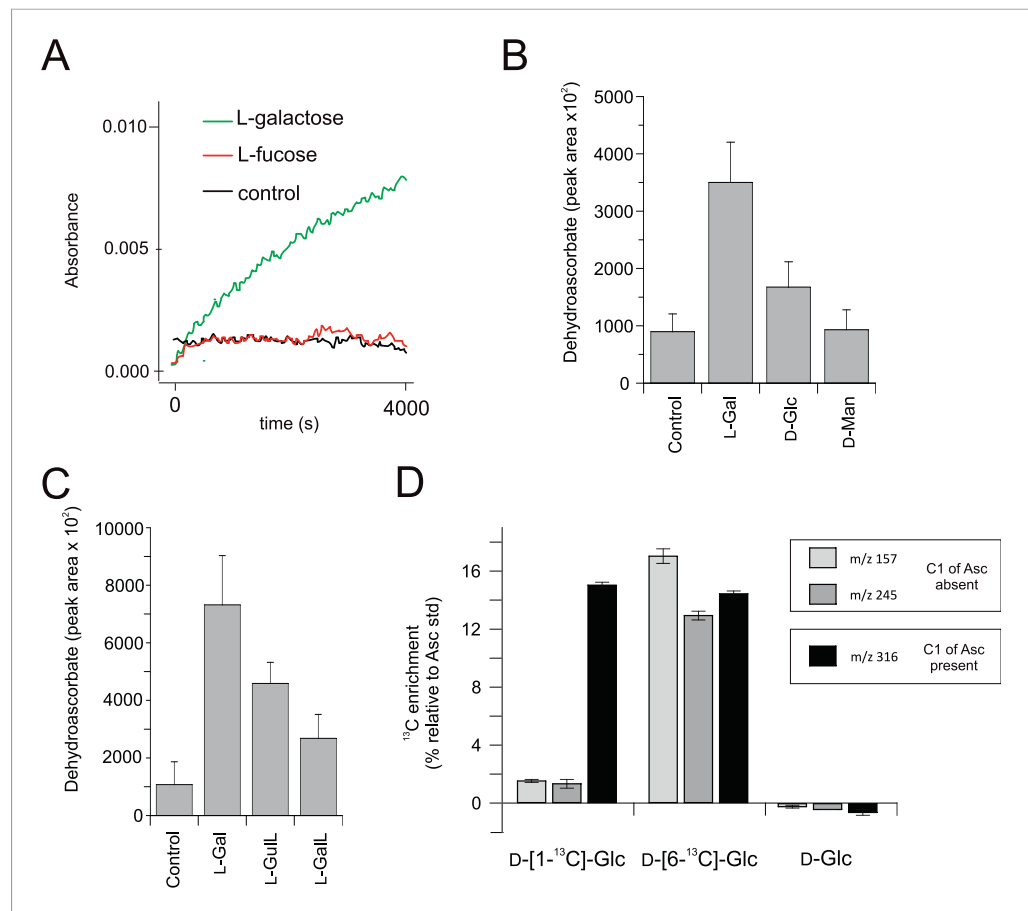 A
0.010
0.005
0.000
Absorbance
0
4000
time (s)
L-galactose
L-fucose
control
B
5000
4000
3000
2000
1000
0
Dehydroascorbate (peak area x10²)
Control
L-Gal
D-Glc
D-Man
C
10000
8000
6000
4000
2000
0
Dehydroascorbate (peak area x 10²)
Control
L-Gal
L-GulL
L-GalL
D
16
12
8
4
0
¹³C enrichment
(% relative to Asc std)
D-[1-¹³C]-Glc
D-[6-¹³C]-Glc
D-Glc
m/z 157
m/z 245
C1 of Asc
absent
m/z 316
C1 of Asc
present